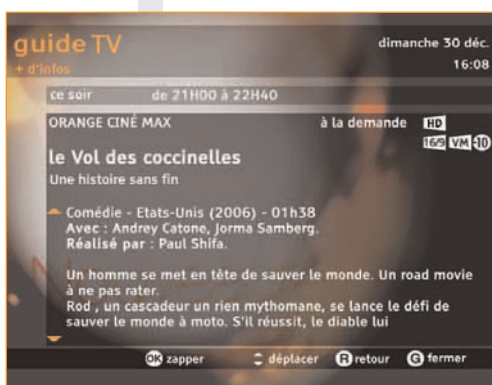 guide TV
dimanche 30 déc.
+ d'infos
16:08
ce soir de 21H00 à 22H40
ORANGE CINÉ MAX à la demande HD
16/9 VM -10
le Vol des coccinelles
Une histoire sans fin
Comédie - Etats-Unis (2006) - 01h38
Avec : Andrey Catone, Jorma Samberg.
Réalisé par : Paul Shifa.
Un homme se met en tête de sauver le monde. Un road movie
à ne pas rater.
Rod , un cascadeur un rien mythomane, se lance le défi de
sauver le monde à moto. S'il réussit, le diable lui
OK zapper déplacer R retour G fermer